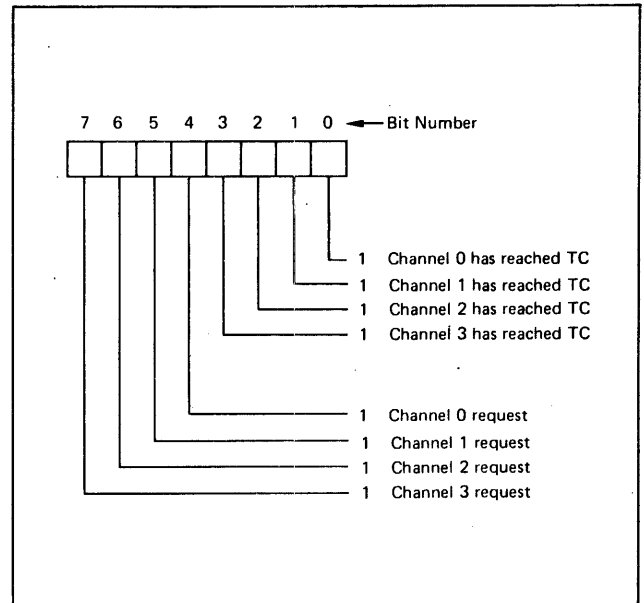 7 6 5 4 3 2 1 0 Bit Number
1 Channel 0 has reached TC
1 Channel 1 has reached TC
1 Channel 2 has reached TC
1 Channel 3 has reached TC
1 Channel 0 request
1 Channel 1 request
1 Channel 2 request
1 Channel 3 request